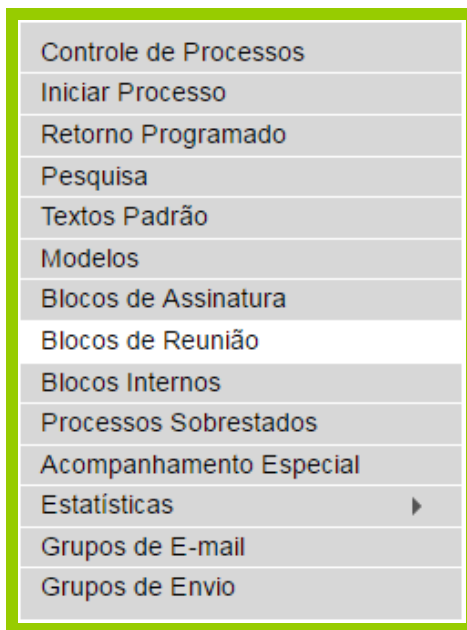 Controle de Processos
Iniciar Processo
Retorno Programado
Pesquisa
Textos Padrão
Modelos
Blocos de Assinatura
Blocos de Reunião
Blocos Internos
Processos Sobrestados
Acompanhamento Especial
Estatísticas
Grupos de E-mail
Grupos de Envio